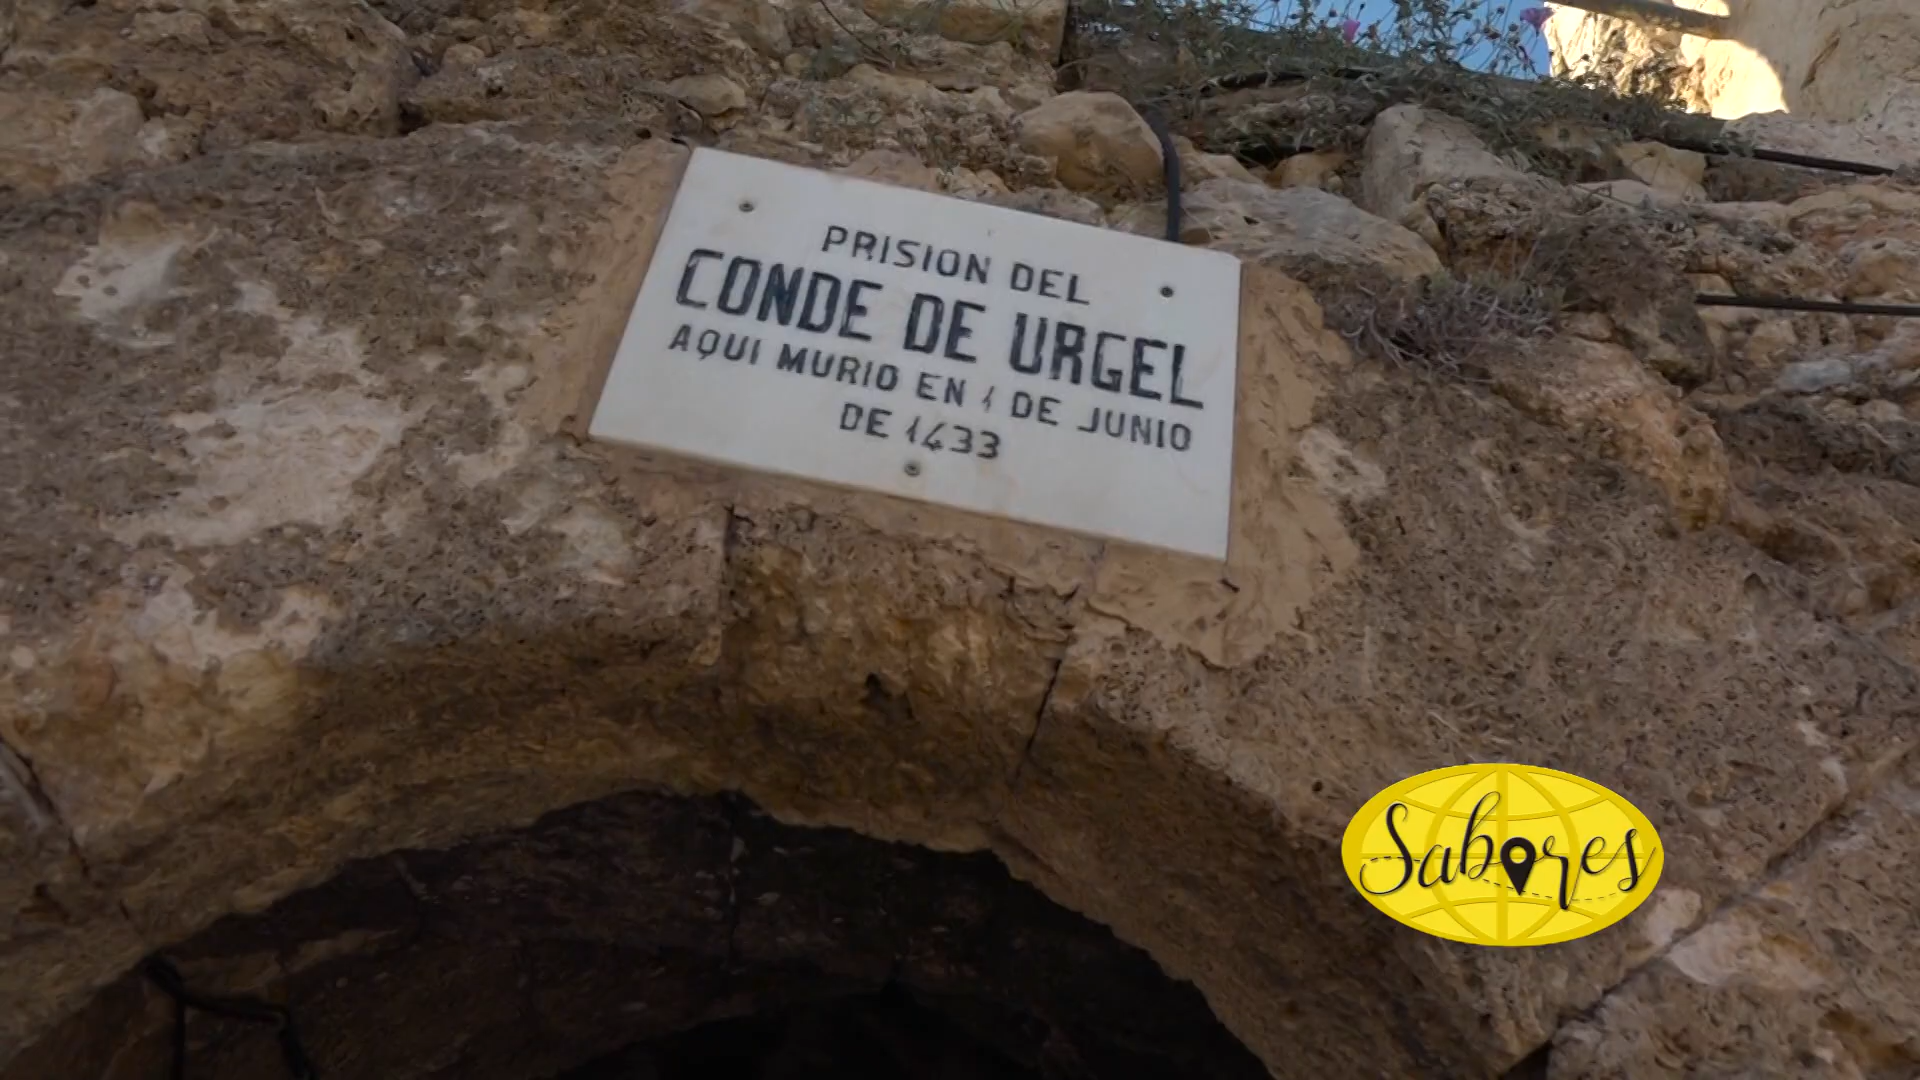 PRISION DEL
CONDE DE URGEL
AQUI MURIO EN 1 DE JUNIO
DE 1433
Sabores